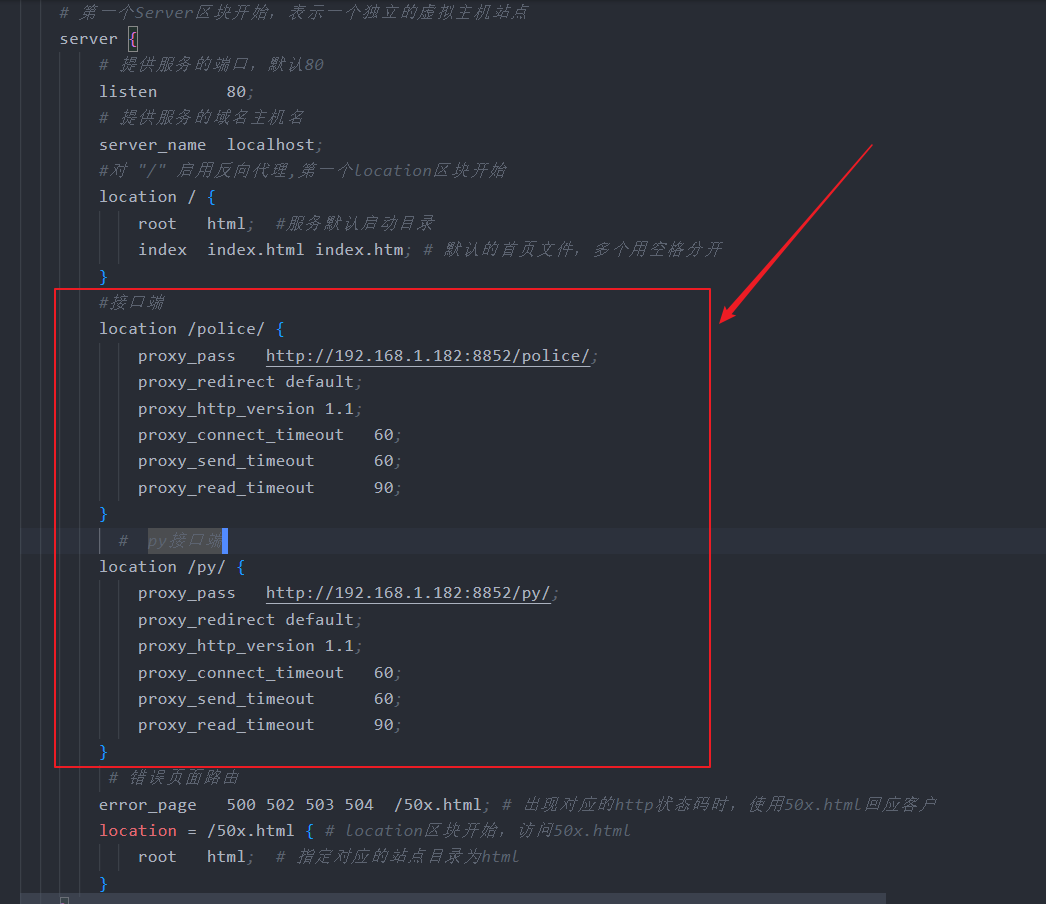 # 第一个Server区块开始，表示一个独立的虚拟主机站点
server {
# 提供服务的端口，默认80
listen 80;
# 提供服务的域名主机名
server_name localhost;
#对 "/" 启用反向代理,第一个location区块开始
location / {
root html; #服务默认启动目录
index index.html index.htm; # 默认的首页文件，多个用空格分开
}
#接口端
location /police/ {
proxy_pass http://192.168.1.182:8852/police/;
proxy_redirect default;
proxy_http_version 1.1;
proxy_connect_timeout 60;
proxy_send_timeout 60;
proxy_read_timeout 90;
}
# py接口端
location /py/ {
proxy_pass http://192.168.1.182:8852/py/;
proxy_redirect default;
proxy_http_version 1.1;
proxy_connect_timeout 60;
proxy_send_timeout 60;
proxy_read_timeout 90;
}
# 错误页面路由
error_page 500 502 503 504 /50x.html; # 出现对应的http状态码时，使用50x.html回应客户
location = /50x.html { # location区块开始，访问50x.html
root html; # 指定对应的站点目录为html
}